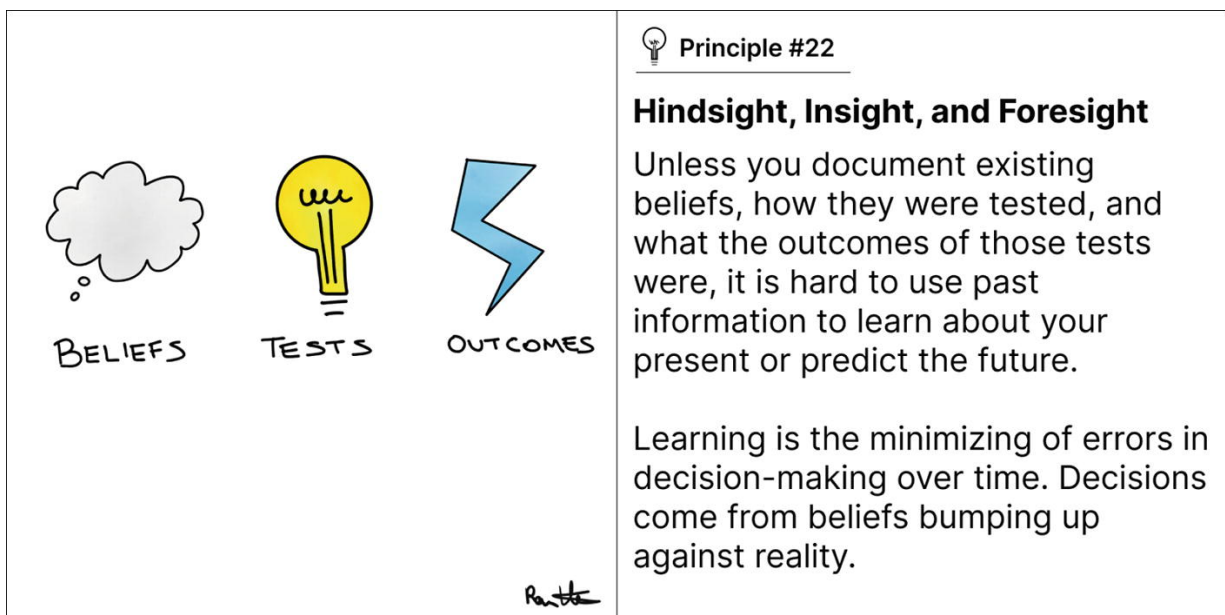 BELIEFS
TESTS
OUTCOMES
Principle #22
Hindsight, Insight, and Foresight
Unless you document existing
beliefs, how they were tested, and
what the outcomes of those tests
were, it is hard to use past
information to learn about your
present or predict the future.
Learning is the minimizing of errors in
decision-making over time. Decisions
come from beliefs bumping up
against reality.